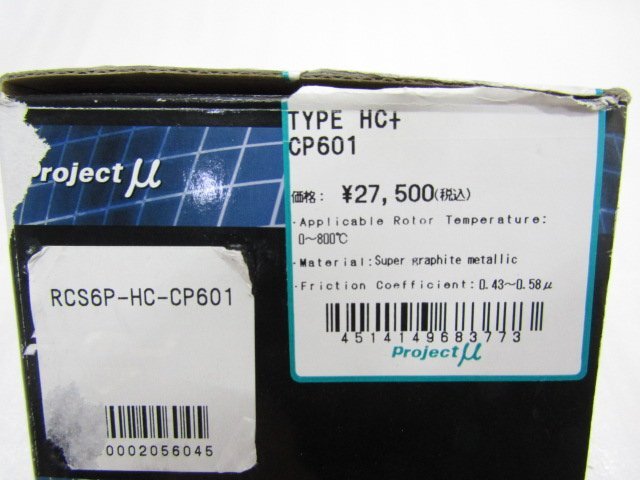 TYPE HC+
CP601
価格: ¥27,500(税込)
・Applicable Rotor Temperature:
0~800℃
・Material:Super graphite metallic
・Friction Coefficient:0.43~0.58μ
4514149683773
Project μ
Project μ
RCS6P-HC-CP601
0002056045